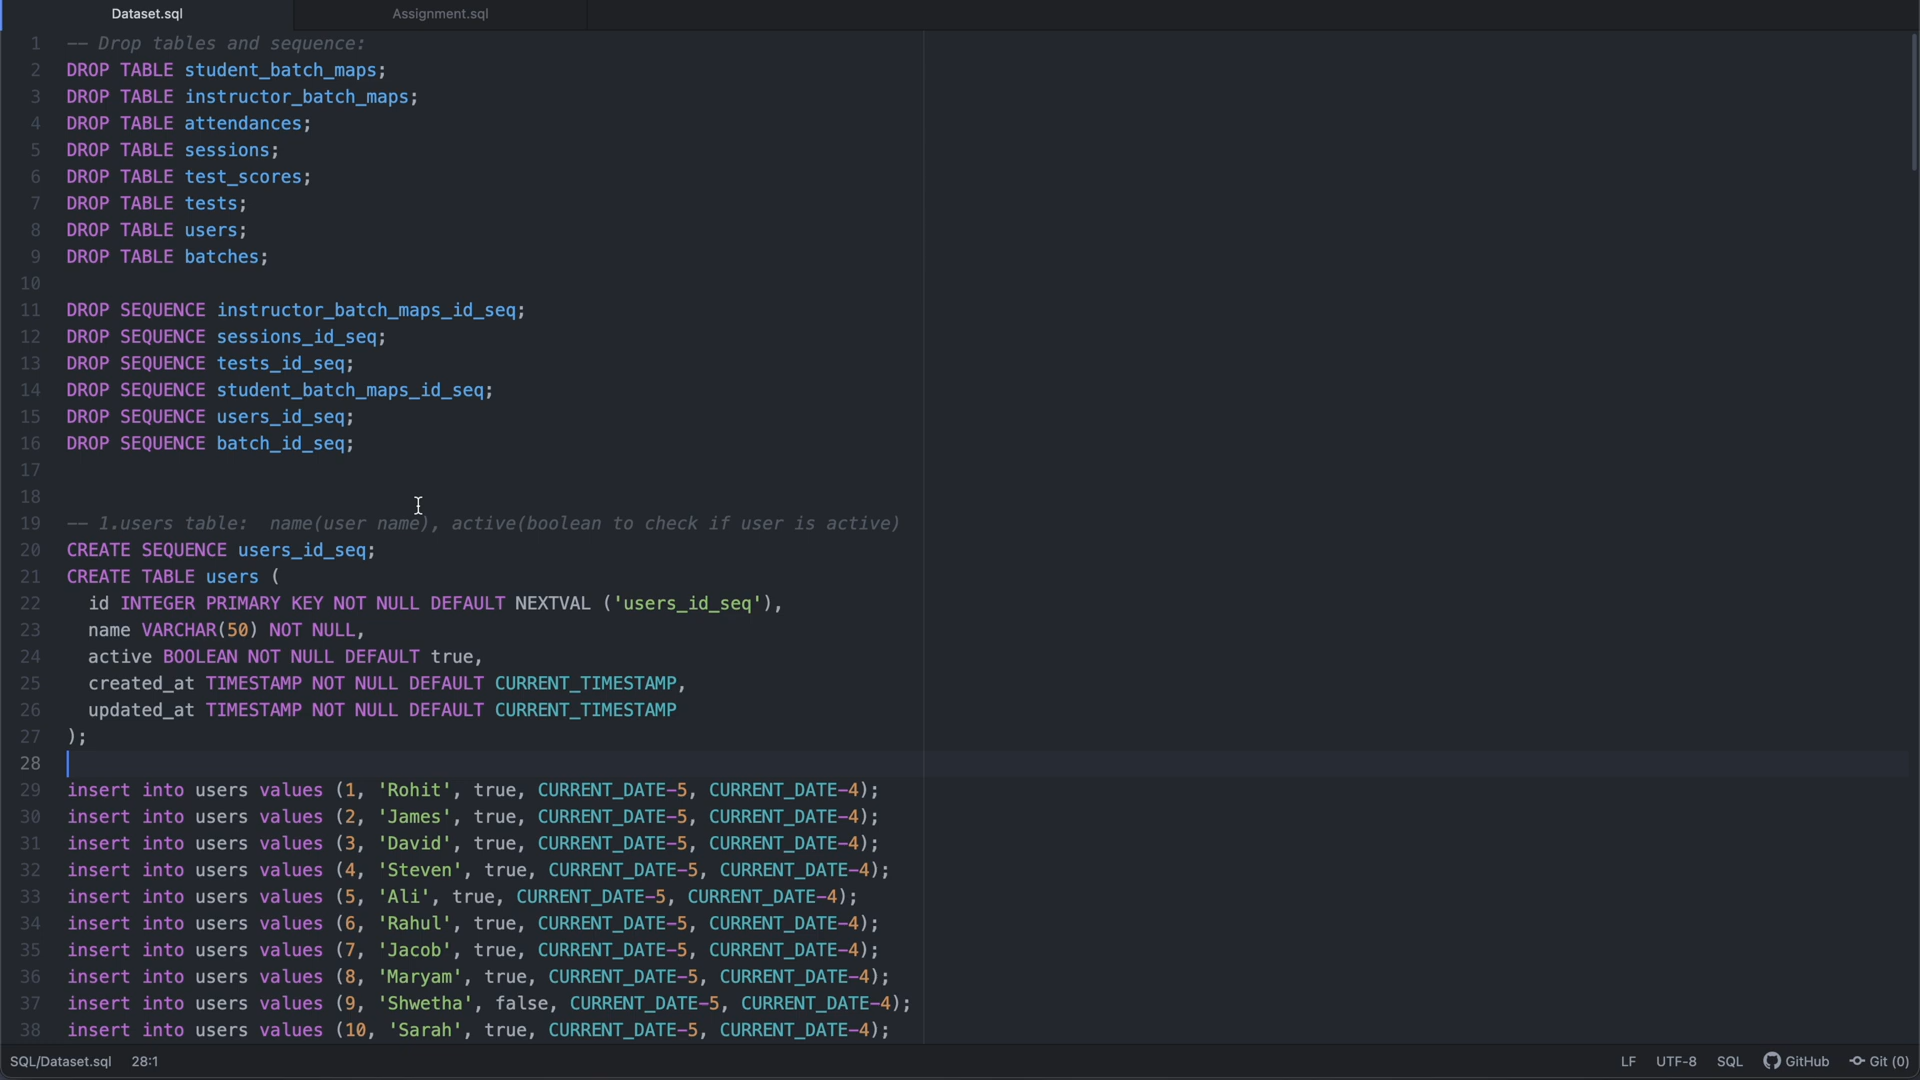 Dataset.sql
Assignment.sql
1 -- Drop tables and sequence:
2 DROP TABLE student_batch_maps;
3 DROP TABLE instructor_batch_maps;
4 DROP TABLE attendances;
5 DROP TABLE sessions;
6 DROP TABLE test_scores;
7 DROP TABLE tests;
8 DROP TABLE users;
9 DROP TABLE batches;
10
11 DROP SEQUENCE instructor_batch_maps_id_seq;
12 DROP SEQUENCE sessions_id_seq;
13 DROP SEQUENCE tests_id_seq;
14 DROP SEQUENCE student_batch_maps_id_seq;
15 DROP SEQUENCE users_id_seq;
16 DROP SEQUENCE batch_id_seq;
17
18
19 -- 1.users table:  name(user name), active(boolean to check if user is active)
20 CREATE SEQUENCE users_id_seq;
21 CREATE TABLE users (
22   id INTEGER PRIMARY KEY NOT NULL DEFAULT NEXTVAL ('users_id_seq'),
23   name VARCHAR(50) NOT NULL,
24   active BOOLEAN NOT NULL DEFAULT true,
25   created_at TIMESTAMP NOT NULL DEFAULT CURRENT_TIMESTAMP,
26   updated_at TIMESTAMP NOT NULL DEFAULT CURRENT_TIMESTAMP
27 );
28
29 insert into users values (1, 'Rohit', true, CURRENT_DATE-5, CURRENT_DATE-4);
30 insert into users values (2, 'James', true, CURRENT_DATE-5, CURRENT_DATE-4);
31 insert into users values (3, 'David', true, CURRENT_DATE-5, CURRENT_DATE-4);
32 insert into users values (4, 'Steven', true, CURRENT_DATE-5, CURRENT_DATE-4);
33 insert into users values (5, 'Ali', true, CURRENT_DATE-5, CURRENT_DATE-4);
34 insert into users values (6, 'Rahul', true, CURRENT_DATE-5, CURRENT_DATE-4);
35 insert into users values (7, 'Jacob', true, CURRENT_DATE-5, CURRENT_DATE-4);
36 insert into users values (8, 'Maryam', true, CURRENT_DATE-5, CURRENT_DATE-4);
37 insert into users values (9, 'Shwetha', false, CURRENT_DATE-5, CURRENT_DATE-4);
38 insert into users values (10, 'Sarah', true, CURRENT_DATE-5, CURRENT_DATE-4);
SQL/Dataset.sql 28:1 LF UTF-8 SQL GitHub Git (0)